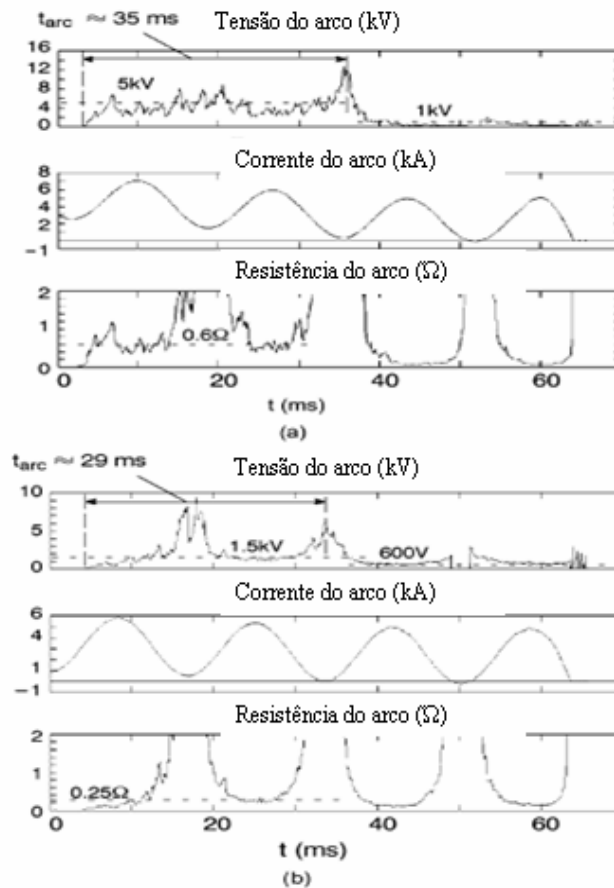 t_arc ≈ 35 ms
Tensão do arco (kV)
16
12
8
4
0
5kV
1kV
Corrente do arco (kA)
8
6
4
2
-1
Resistência do arco (Ω)
2
1
0
0.6Ω
0 20 40 60
t (ms)
(a)
t_arc ≈ 29 ms
Tensão do arco (kV)
10
5
0
1.5kV
600V
Corrente do arco (kA)
6
4
1
-1
Resistência do arco (Ω)
2
1
0
0.25Ω
0 20 40 60
t (ms)
(b)